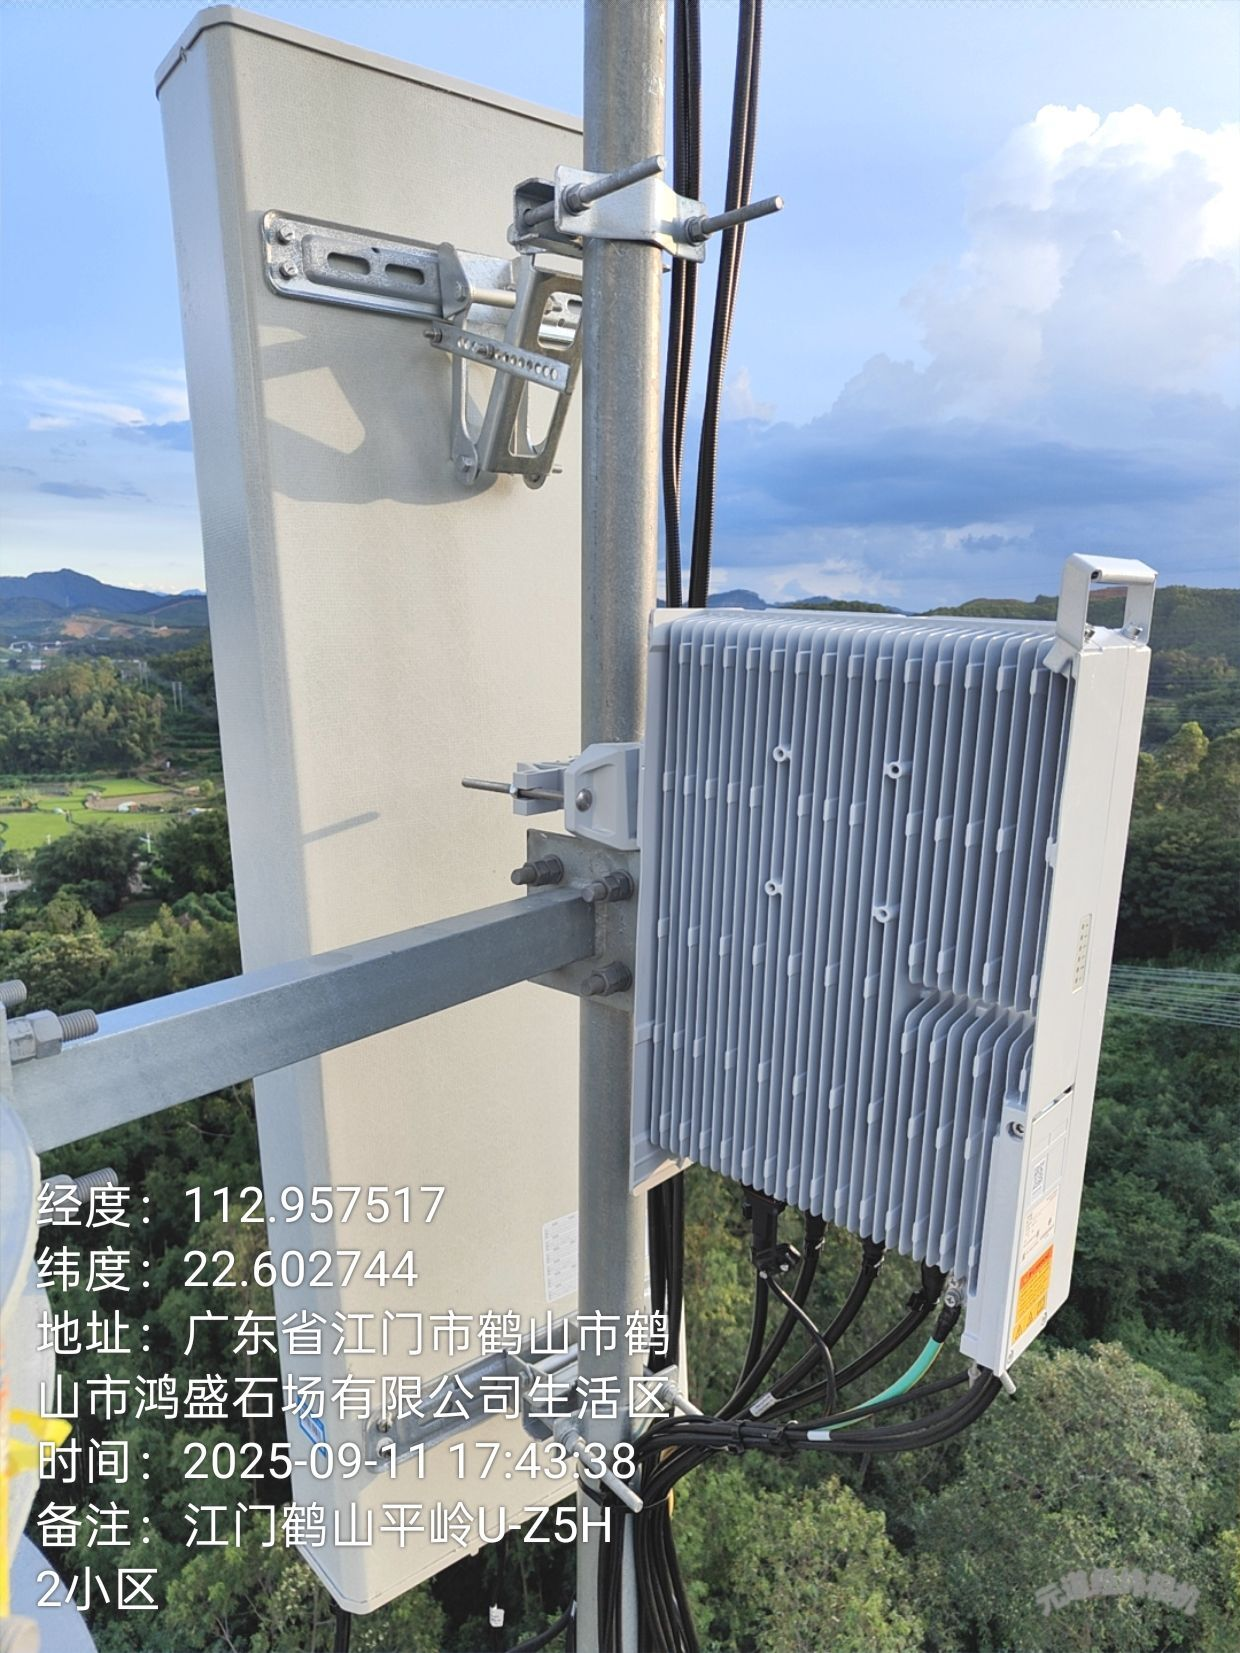 经度：112.957517
纬度：22.602744
地址：广东省江门市鹤山市鹤
山市鸿盛石场有限公司生活区
时间：2025-09-11 17:43:38
备注：江门鹤山平岭U-Z5H
2小区